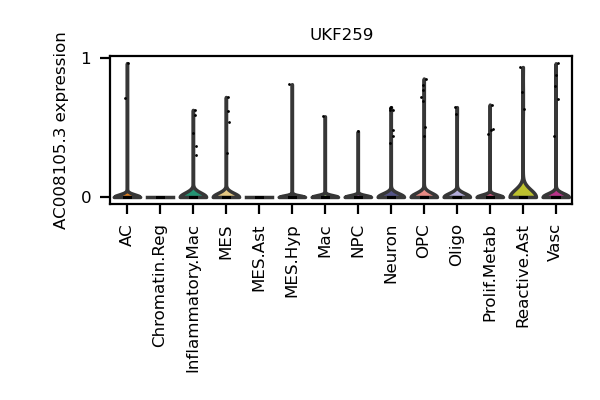 UKF259
AC008105.3 expression
1
0
AC
Chromatin.Reg
Inflammatory.Mac
MES
MES.Ast
MES.Hyp
Mac
NPC
Neuron
OPC
Oligo
Prolif.Metab
Reactive.Ast
Vasc